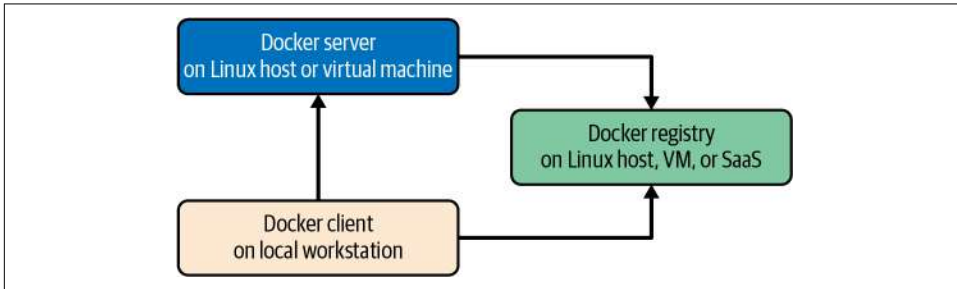 Docker server
on Linux host or virtual machine
Docker registry
on Linux host, VM, or SaaS
Docker client
on local workstation